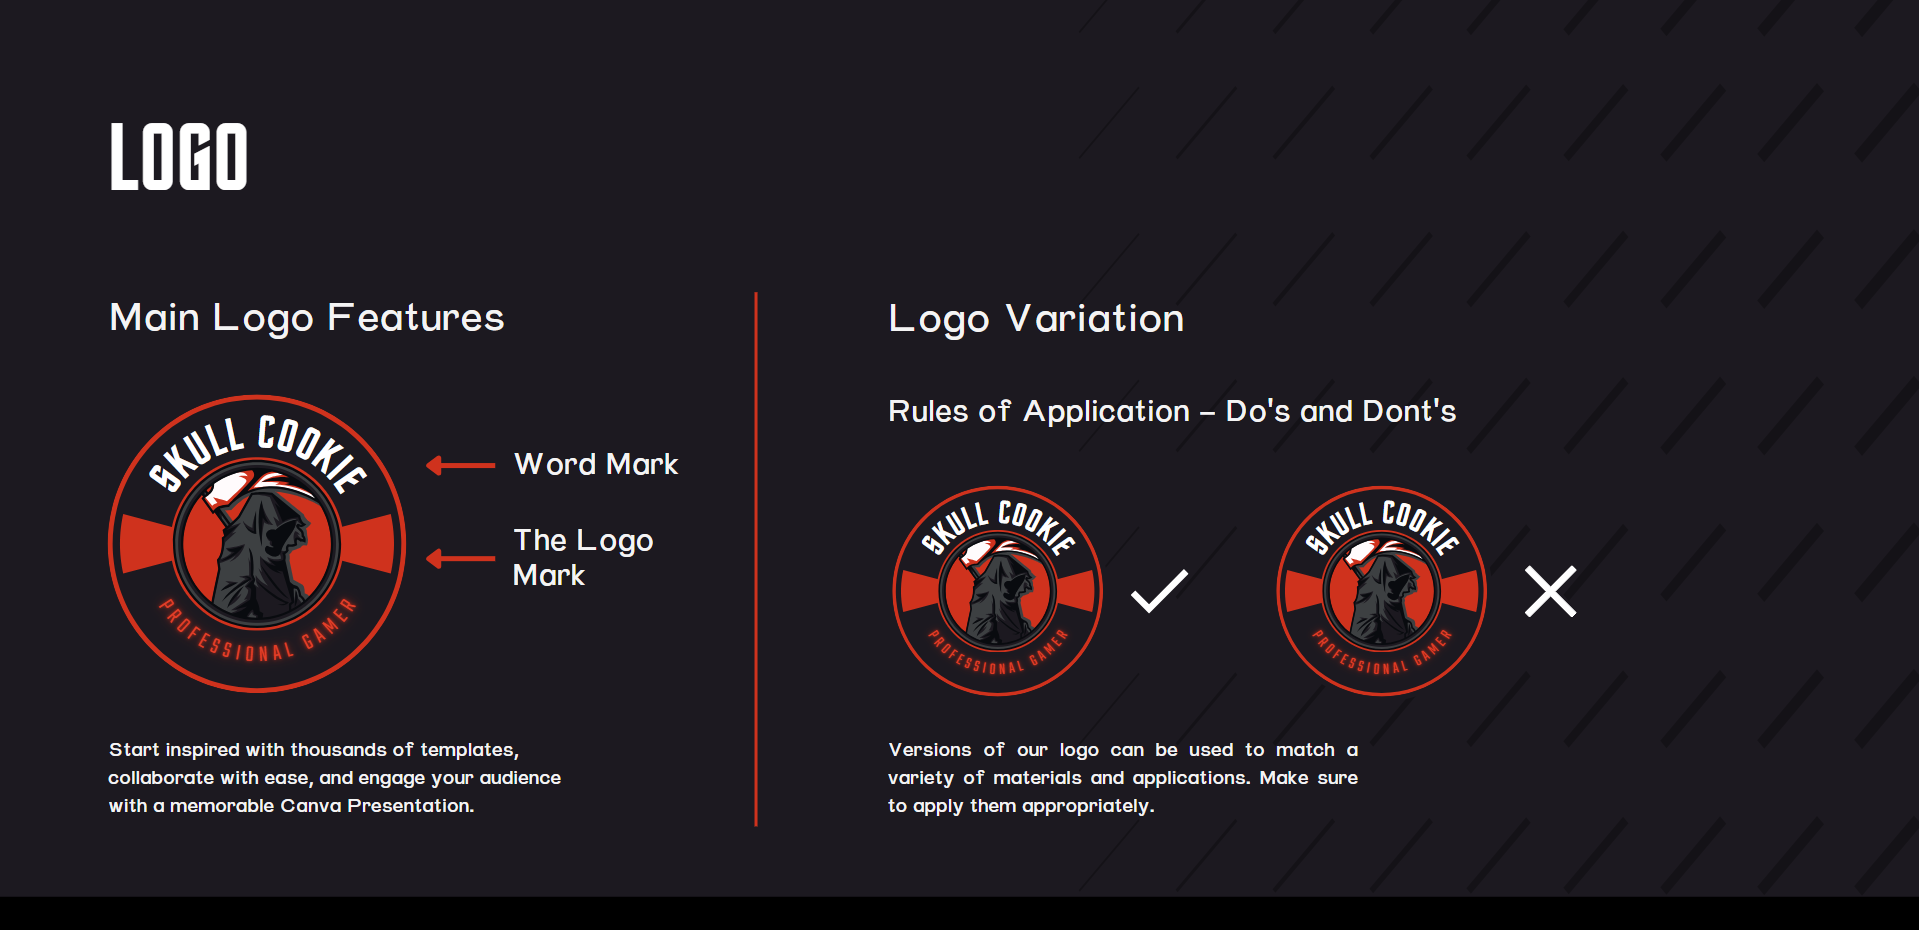 LOGO
Main Logo Features
SKULL COOKIE
PROFESSIONAL GAMER
Word Mark
The Logo
Mark
Start inspired with thousands of templates,
collaborate with ease, and engage your audience
with a memorable Canva Presentation.
Logo Variation
Rules of Application – Do's and Dont's
SKULL COOKIE
PROFESSIONAL GAMER
SKULL COOKIE
PROFESSIONAL GAMER
Versions of our logo can be used to match a
variety of materials and applications. Make sure
to apply them appropriately.